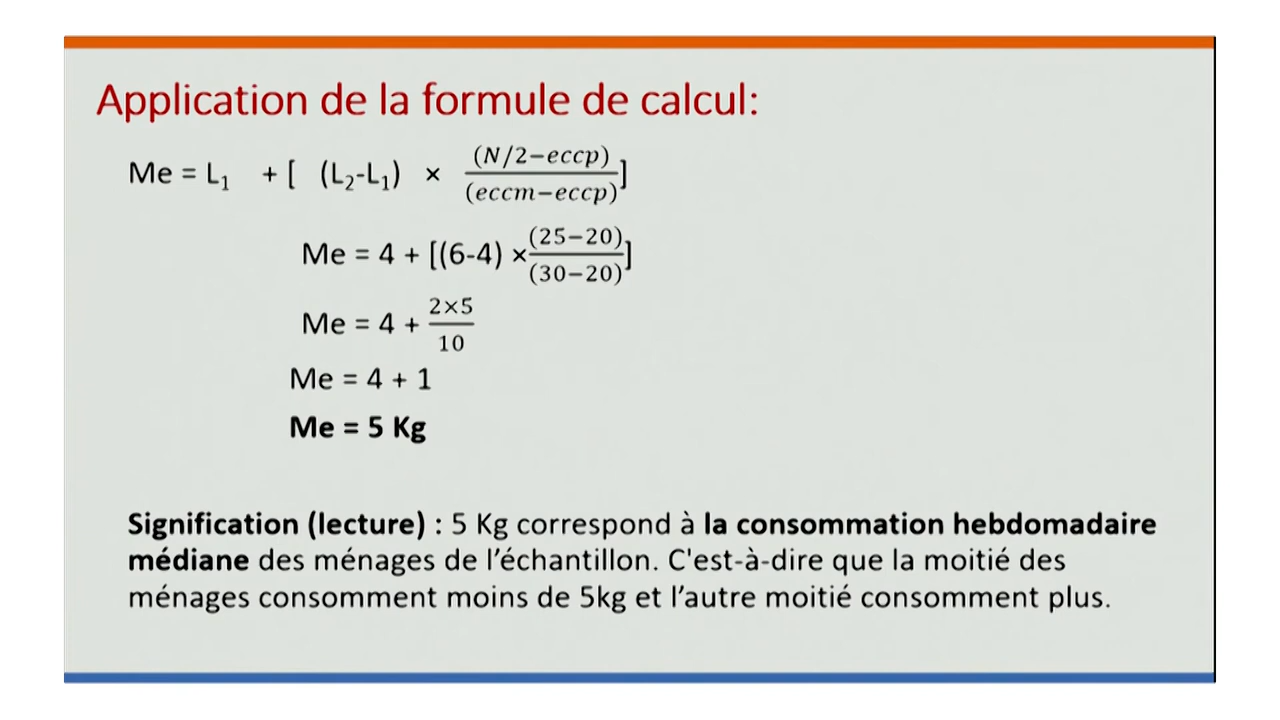 Application de la formule de calcul:
Me = L₁ + [ (L₂-L₁) × (N/2−eccp)/(eccm−eccp)]
Me = 4 + [(6-4) ×(25−20)/(30−20)]
Me = 4 + 2×5/10
Me = 4 + 1
Me = 5 Kg
Signification (lecture) : 5 Kg correspond à la consommation hebdomadaire
médiane des ménages de l’échantillon. C'est-à-dire que la moitié des
ménages consomment moins de 5kg et l’autre moitié consomment plus.